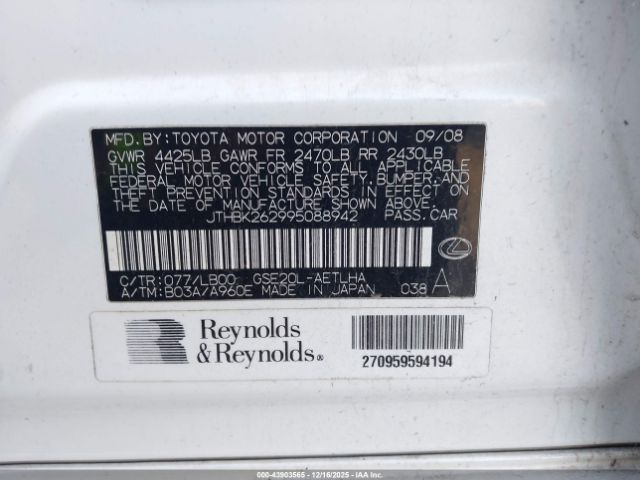 MFD.BY:TOYOTA MOTOR CORPORATION 09/08
GVWR 4425LB GAWR FR 2470LB RR 2430LB
THIS VEHICLE CONFORMS TO ALL APPLICABLE
FEDERAL MOTOR VEHICLE SAFETY, BUMPER, AND
THEFT PREVENTION STANDARDS IN EFFECT ON
THE DATE OF MANUFACTURE SHOWN ABOVE.
JTHBK262995088942 PASS.CAR
C/TR:077/LB00 GSE20L-AETLHA
A/TM:B03A/A960E MADE IN JAPAN 038 A
Reynolds
& Reynolds®
270959594194
000-43903565 - 12/16/2025 - IAAI.com